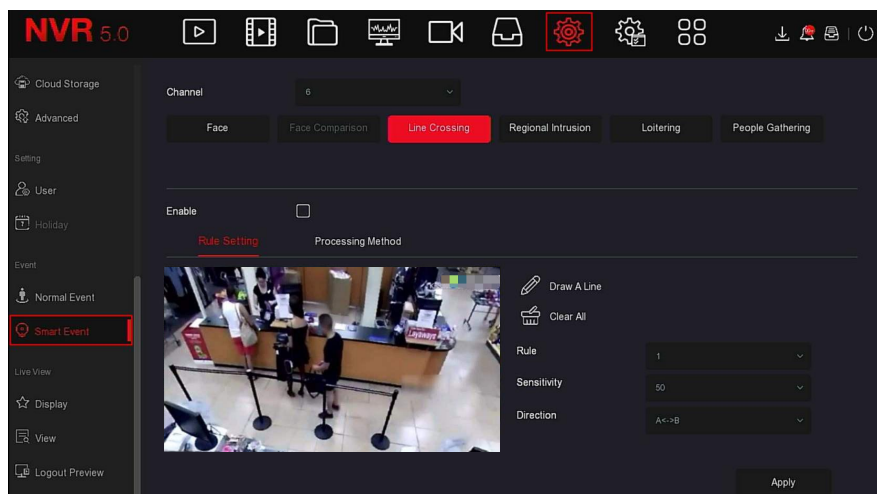 NVR 5.0
Cloud Storage
Channel
6
Advanced
Face
Face Comparison
Line Crossing
Regional Intrusion
Loitering
People Gathering
Setting
User
Enable
Holiday
Rule Setting
Processing Method
Event
Normal Event
Draw A Line
Smart Event
Clear All
Rule
1
Live View
Sensitivity
50
Display
Direction
A<->B
View
Logout Preview
Apply